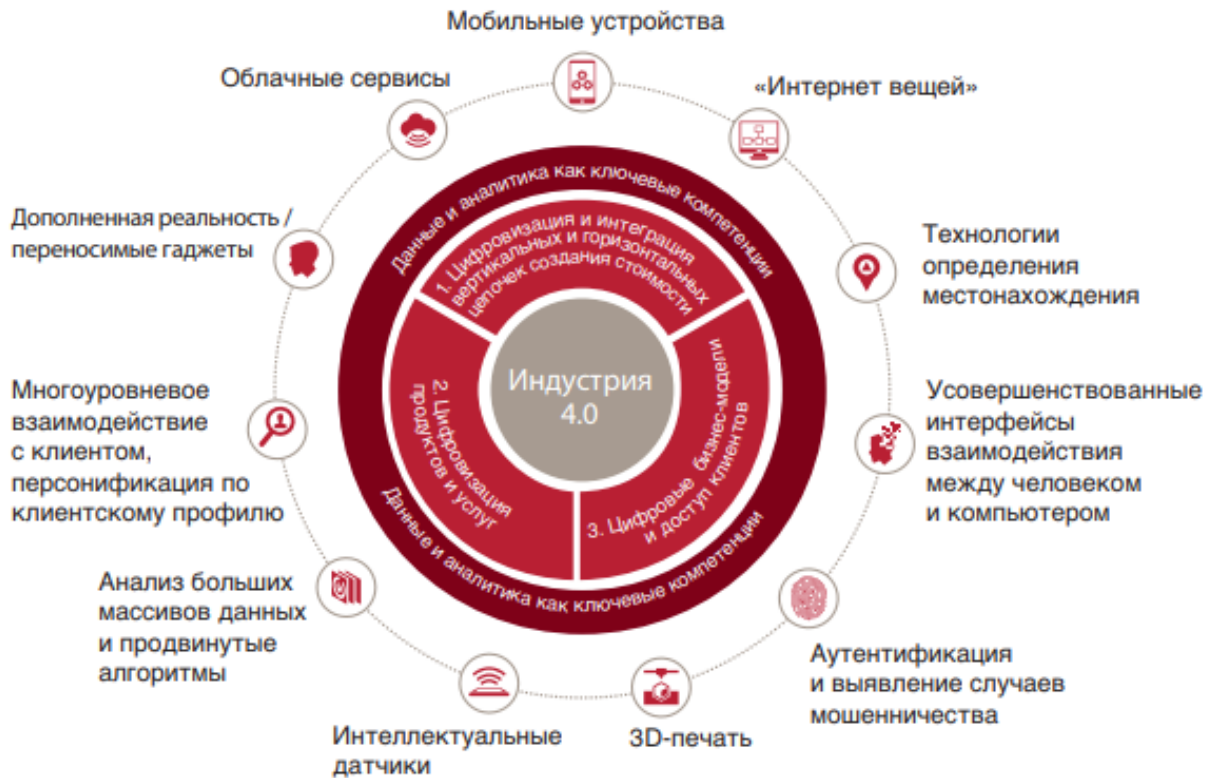 Мобильные устройства
Облачные сервисы
«Интернет вещей»
Дополненная реальность /
переносимые гаджеты
Технологии
определения
местонахождения
Многоуровневое
взаимодействие
с клиентом,
персонификация по
клиентскому профилю
Усовершенствованные
интерфейсы
взаимодействия
между человеком
и компьютером
Анализ больших
массивов данных
и продвинутые
алгоритмы
Аутентификация
и выявление случаев
мошенничества
Интеллектуальные
датчики
3D-печать
Данные и аналитика как ключевые компетенции
1. Цифровизация и интеграция
вертикальных и горизонтальных
цепочек создания стоимости
2. Цифровизация
продуктов и услуг
3. Цифровые бизнес-модели
и доступ клиентов
Индустрия
4.0
Данные и аналитика как ключевые компетенции